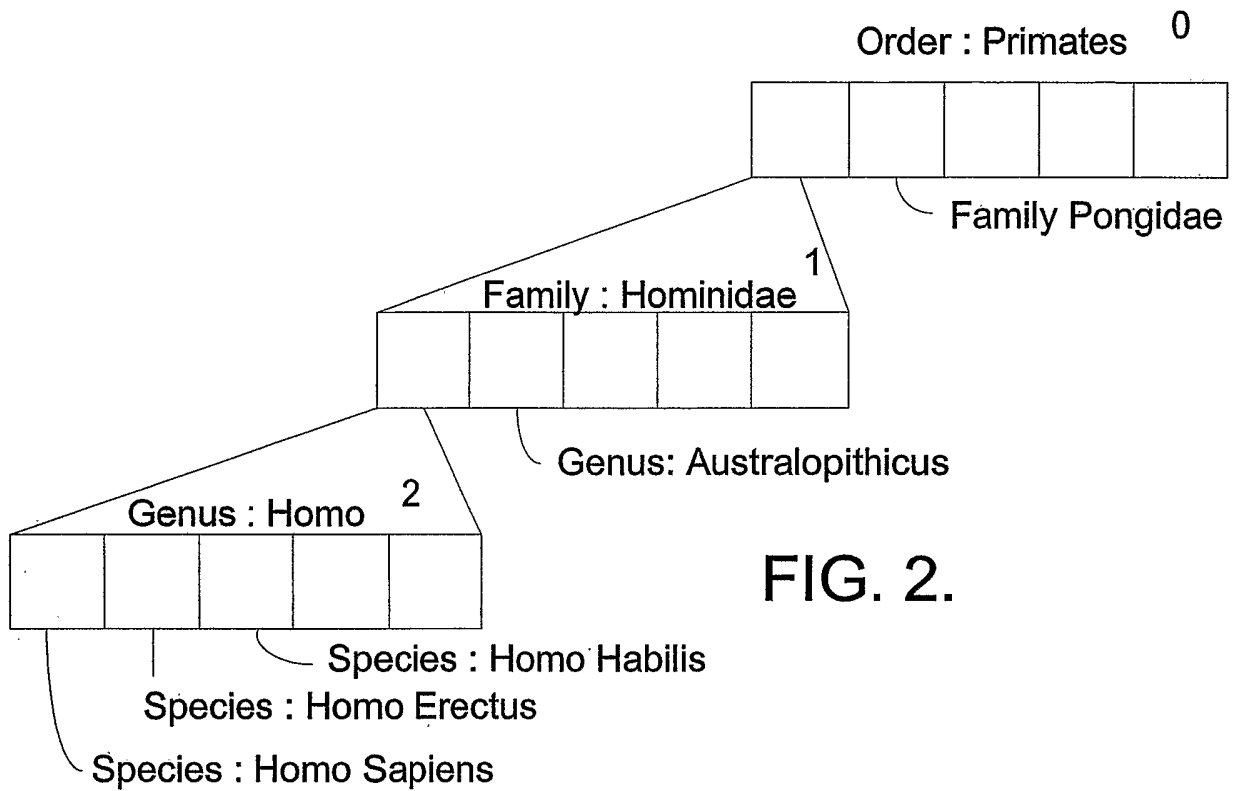 Order : Primates 0
Family Pongidae
1
Family : Hominidae
Genus: Australopithicus
2
Genus : Homo
FIG. 2.
Species : Homo Habilis
Species : Homo Erectus
Species : Homo Sapiens